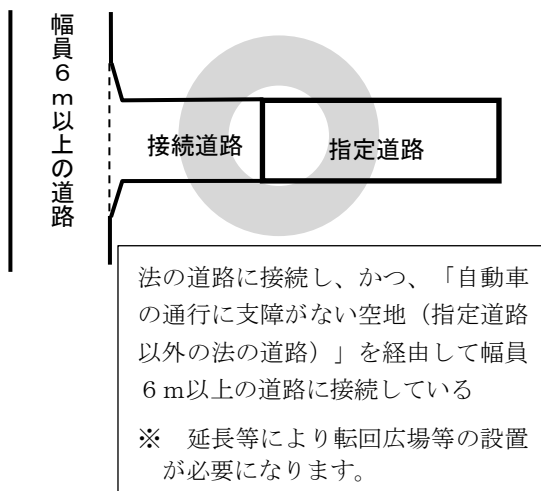 幅員６ｍ以上の道路
接続道路
指定道路
法の道路に接続し、かつ、「自動車
の通行に支障がない空地（指定道路
以外の法の道路）」を経由して幅員
６ｍ以上の道路に接続している
※　延長等により転回広場等の設置
が必要になります。